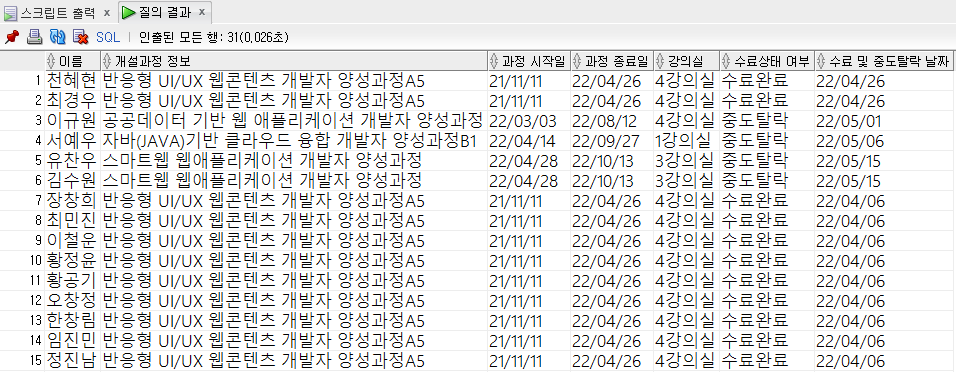 스크립트 출력 x 질의 결과 x
SQL | 인출된 모든 행: 31(0,026초)
이름 개설과정 정보 과정 시작일 과정 종료일 강의실 수료상태 여부 수료 및 중도탈락 날짜
1 천혜현 반응형 UI/UX 웹콘텐츠 개발자 양성과정A5 21/11/11 22/04/26 4강의실 수료완료 22/04/26
2 최경우 반응형 UI/UX 웹콘텐츠 개발자 양성과정A5 21/11/11 22/04/26 4강의실 수료완료 22/04/26
3 이규원 공공데이터 기반 웹 애플리케이션 개발자 양성과정 22/03/03 22/08/12 4강의실 중도탈락 22/05/01
4 서예우 자바(JAVA)기반 클라우드 융합 개발자 양성과정B1 22/04/14 22/09/27 1강의실 중도탈락 22/05/06
5 유찬우 스마트웹 웹애플리케이션 개발자 양성과정 22/04/28 22/10/13 3강의실 중도탈락 22/05/15
6 김수원 스마트웹 웹애플리케이션 개발자 양성과정 22/04/28 22/10/13 3강의실 중도탈락 22/05/15
7 장창희 반응형 UI/UX 웹콘텐츠 개발자 양성과정A5 21/11/11 22/04/26 4강의실 수료완료 22/04/06
8 최민진 반응형 UI/UX 웹콘텐츠 개발자 양성과정A5 21/11/11 22/04/26 4강의실 수료완료 22/04/06
9 이철윤 반응형 UI/UX 웹콘텐츠 개발자 양성과정A5 21/11/11 22/04/26 4강의실 수료완료 22/04/06
10 황정윤 반응형 UI/UX 웹콘텐츠 개발자 양성과정A5 21/11/11 22/04/26 4강의실 수료완료 22/04/06
11 황공기 반응형 UI/UX 웹콘텐츠 개발자 양성과정A5 21/11/11 22/04/26 4강의실 수료완료 22/04/06
12 오창정 반응형 UI/UX 웹콘텐츠 개발자 양성과정A5 21/11/11 22/04/26 4강의실 수료완료 22/04/06
13 한창림 반응형 UI/UX 웹콘텐츠 개발자 양성과정A5 21/11/11 22/04/26 4강의실 수료완료 22/04/06
14 임진민 반응형 UI/UX 웹콘텐츠 개발자 양성과정A5 21/11/11 22/04/26 4강의실 수료완료 22/04/06
15 정진남 반응형 UI/UX 웹콘텐츠 개발자 양성과정A5 21/11/11 22/04/26 4강의실 수료완료 22/04/06